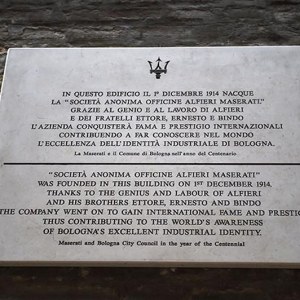 IN QUESTO EDIFICIO IL 1º DICEMBRE 1914 NACQUE
LA "SOCIETÀ ANONIMA OFFICINE ALFIERI MASERATI."
GRAZIE AL GENIO E AL LAVORO DI ALFIERI
E DEI FRATELLI ETTORE, ERNESTO E BINDO
L'AZIENDA CONQUISTERÀ FAMA E PRESTIGIO INTERNAZIONALI
CONTRIBUENDO A FAR CONOSCERE NEL MONDO
L'ECCELLENZA DELL'IDENTITÀ INDUSTRIALE DI BOLOGNA.
La Maserati e il Comune di Bologna nell'anno del Centenario
"SOCIETÀ ANONIMA OFFICINE ALFIERI MASERATI"
WAS FOUNDED IN THIS BUILDING ON 1ST DECEMBER 1914.
THANKS TO THE GENIUS AND LABOUR OF ALFIERI
AND HIS BROTHERS ETTORE, ERNESTO AND BINDO
THE COMPANY WENT ON TO GAIN INTERNATIONAL FAME AND PRESTIG
THUS CONTRIBUTING TO THE WORLD'S AWARENESS
OF BOLOGNA'S EXCELLENT INDUSTRIAL IDENTITY.
Maserati and Bologna City Council in the year of the Centennial